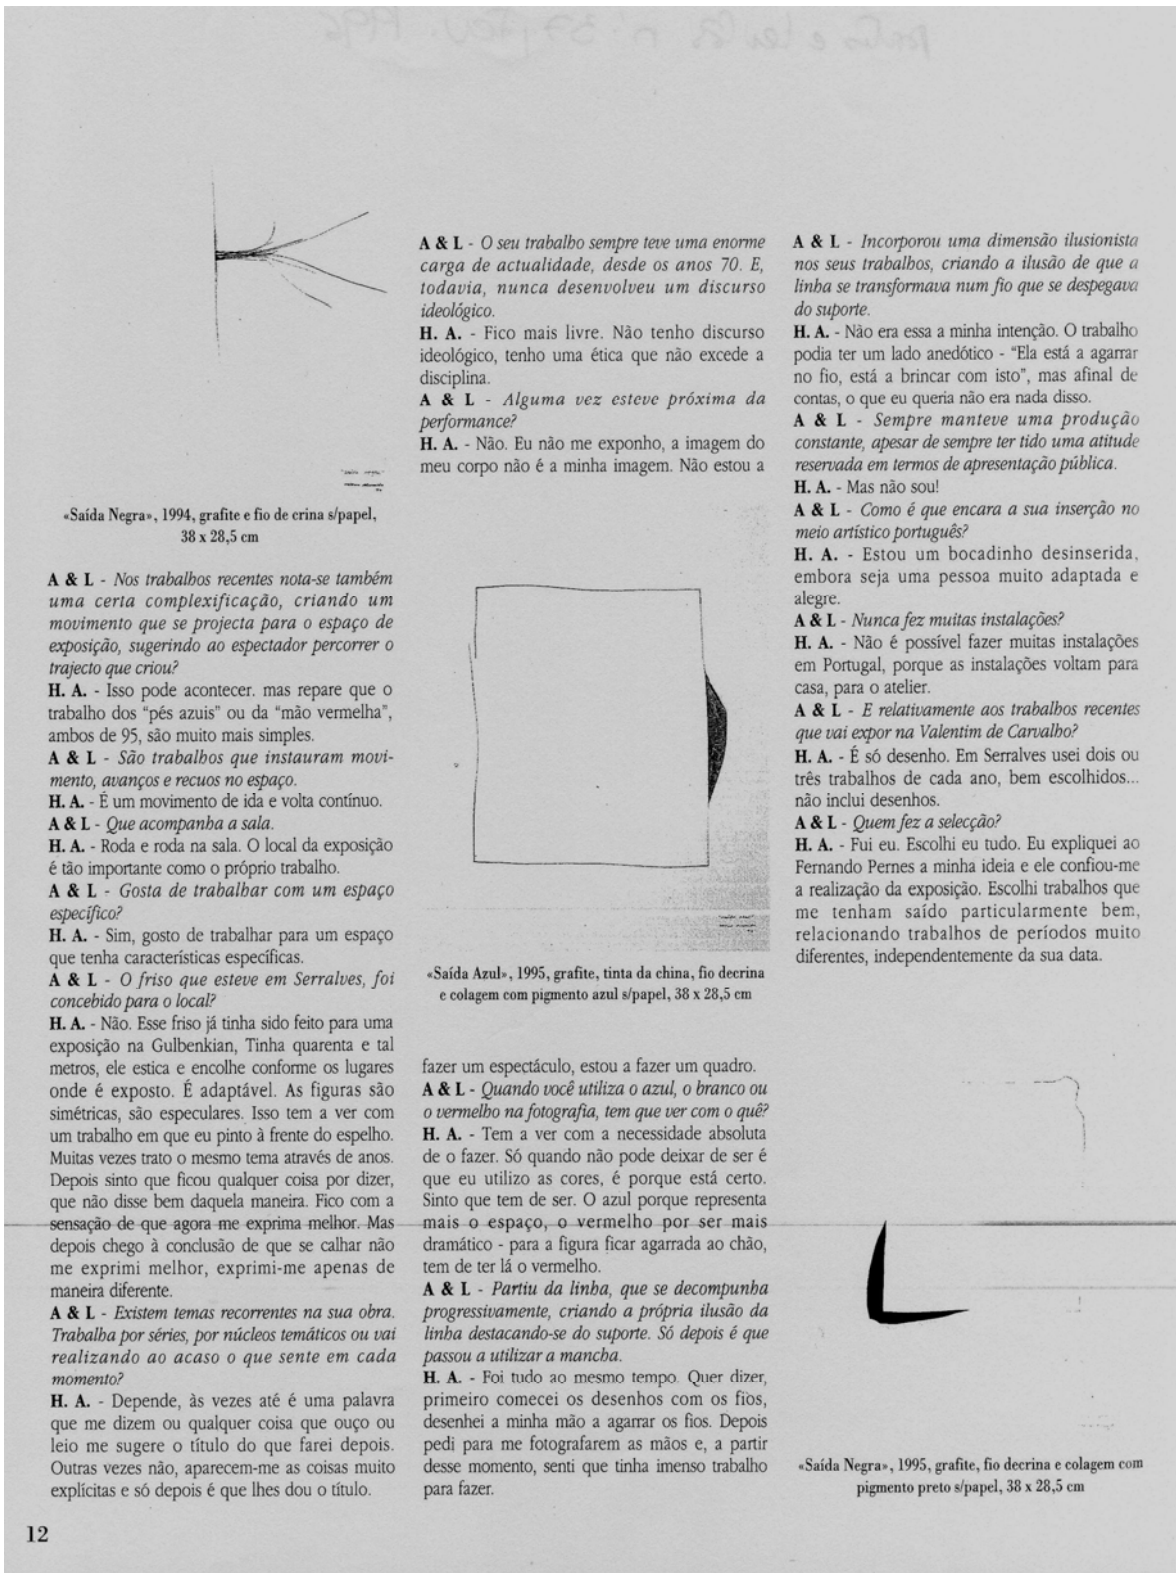 «Saída Negra», 1994, grafite e fio de crina s/papel,
38 x 28,5 cm
A & L - Nos trabalhos recentes nota-se também
uma certa complexificação, criando um
movimento que se projecta para o espaço de
exposição, sugerindo ao espectador percorrer o
trajecto que criou?
H. A. - Isso pode acontecer. mas repare que o
trabalho dos “pés azuis” ou da “mão vermelha”,
ambos de 95, são muito mais simples.
A & L - São trabalhos que instauram movi-
mento, avanços e recuos no espaço.
H. A. - É um movimento de ida e volta contínuo.
A & L - Que acompanha a sala.
H. A. - Roda e roda na sala. O local da exposição
é tão importante como o próprio trabalho.
A & L - Gosta de trabalhar com um espaço
específico?
H. A. - Sim, gosto de trabalhar para um espaço
que tenha características específicas.
A & L - O friso que esteve em Serralves, foi
concebido para o local?
H. A. - Não. Esse friso já tinha sido feito para uma
exposição na Gulbenkian, Tinha quarenta e tal
metros, ele estica e encolhe conforme os lugares
onde é exposto. É adaptável. As figuras são
simétricas, são especulares. Isso tem a ver com
um trabalho em que eu pinto à frente do espelho.
Muitas vezes trato o mesmo tema através de anos.
Depois sinto que ficou qualquer coisa por dizer,
que não disse bem daquela maneira. Fico com a
sensação de que agora me exprima melhor. Mas
depois chego à conclusão de que se calhar não
me exprimi melhor, exprimi-me apenas de
maneira diferente.
A & L - Existem temas recorrentes na sua obra.
Trabalha por séries, por núcleos temáticos ou vai
realizando ao acaso o que sente em cada
momento?
H. A. - Depende, às vezes até é uma palavra
que me dizem ou qualquer coisa que ouço ou
leio me sugere o título do que farei depois.
Outras vezes não, aparecem-me as coisas muito
explícitas e só depois é que lhes dou o título.
12
A & L - O seu trabalho sempre teve uma enorme
carga de actualidade, desde os anos 70. E,
todavia, nunca desenvolveu um discurso
ideológico.
H. A. - Fico mais livre. Não tenho discurso
ideológico, tenho uma ética que não excede a
disciplina.
A & L - Alguma vez esteve próxima da
performance?
H. A. - Não. Eu não me exponho, a imagem do
meu corpo não é a minha imagem. Não estou a
«Saída Azul», 1995, grafite, tinta da china, fio decrina
e colagem com pigmento azul s/papel, 38 x 28,5 cm
fazer um espectáculo, estou a fazer um quadro.
A & L - Quando você utiliza o azul, o branco ou
o vermelho na fotografia, tem que ver com o quê?
H. A. - Tem a ver com a necessidade absoluta
de o fazer. Só quando não pode deixar de ser é
que eu utilizo as cores, é porque está certo.
Sinto que tem de ser. O azul porque representa
mais o espaço, o vermelho por ser mais
dramático - para a figura ficar agarrada ao chão,
tem de ter lá o vermelho.
A & L - Partiu da linha, que se decompunha
progressivamente, criando a própria ilusão da
linha destacando-se do suporte. Só depois é que
passou a utilizar a mancha.
H. A. - Foi tudo ao mesmo tempo. Quer dizer,
primeiro comecei os desenhos com os fios,
desenhei a minha mão a agarrar os fios. Depois
pedi para me fotografarem as mãos e, a partir
desse momento, senti que tinha imenso trabalho
para fazer.
A & L - Incorporou uma dimensão ilusionista
nos seus trabalhos, criando a ilusão de que a
linha se transformava num fio que se despegava
do suporte.
H. A. - Não era essa a minha intenção. O trabalho
podia ter um lado anedótico - “Ela está a agarrar
no fio, está a brincar com isto”, mas afinal de
contas, o que eu queria não era nada disso.
A & L - Sempre manteve uma produção
constante, apesar de sempre ter tido uma atitude
reservada em termos de apresentação pública.
H. A. - Mas não sou!
A & L - Como é que encara a sua inserção no
meio artístico português?
H. A. - Estou um bocadinho desinserida,
embora seja uma pessoa muito adaptada e
alegre.
A & L - Nunca fez muitas instalações?
H. A. - Não é possível fazer muitas instalações
em Portugal, porque as instalações voltam para
casa, para o atelier.
A & L - E relativamente aos trabalhos recentes
que vai expor na Valentim de Carvalho?
H. A. - É só desenho. Em Serralves usei dois ou
três trabalhos de cada ano, bem escolhidos...
não inclui desenhos.
A & L - Quem fez a selecção?
H. A. - Fui eu. Escolhi eu tudo. Eu expliquei ao
Fernando Pernes a minha ideia e ele confiou-me
a realização da exposição. Escolhi trabalhos que
me tenham saído particularmente bem,
relacionando trabalhos de períodos muito
diferentes, independentemente da sua data.
«Saída Negra», 1995, grafite, fio decrina e colagem com
pigmento preto s/papel, 38 x 28,5 cm